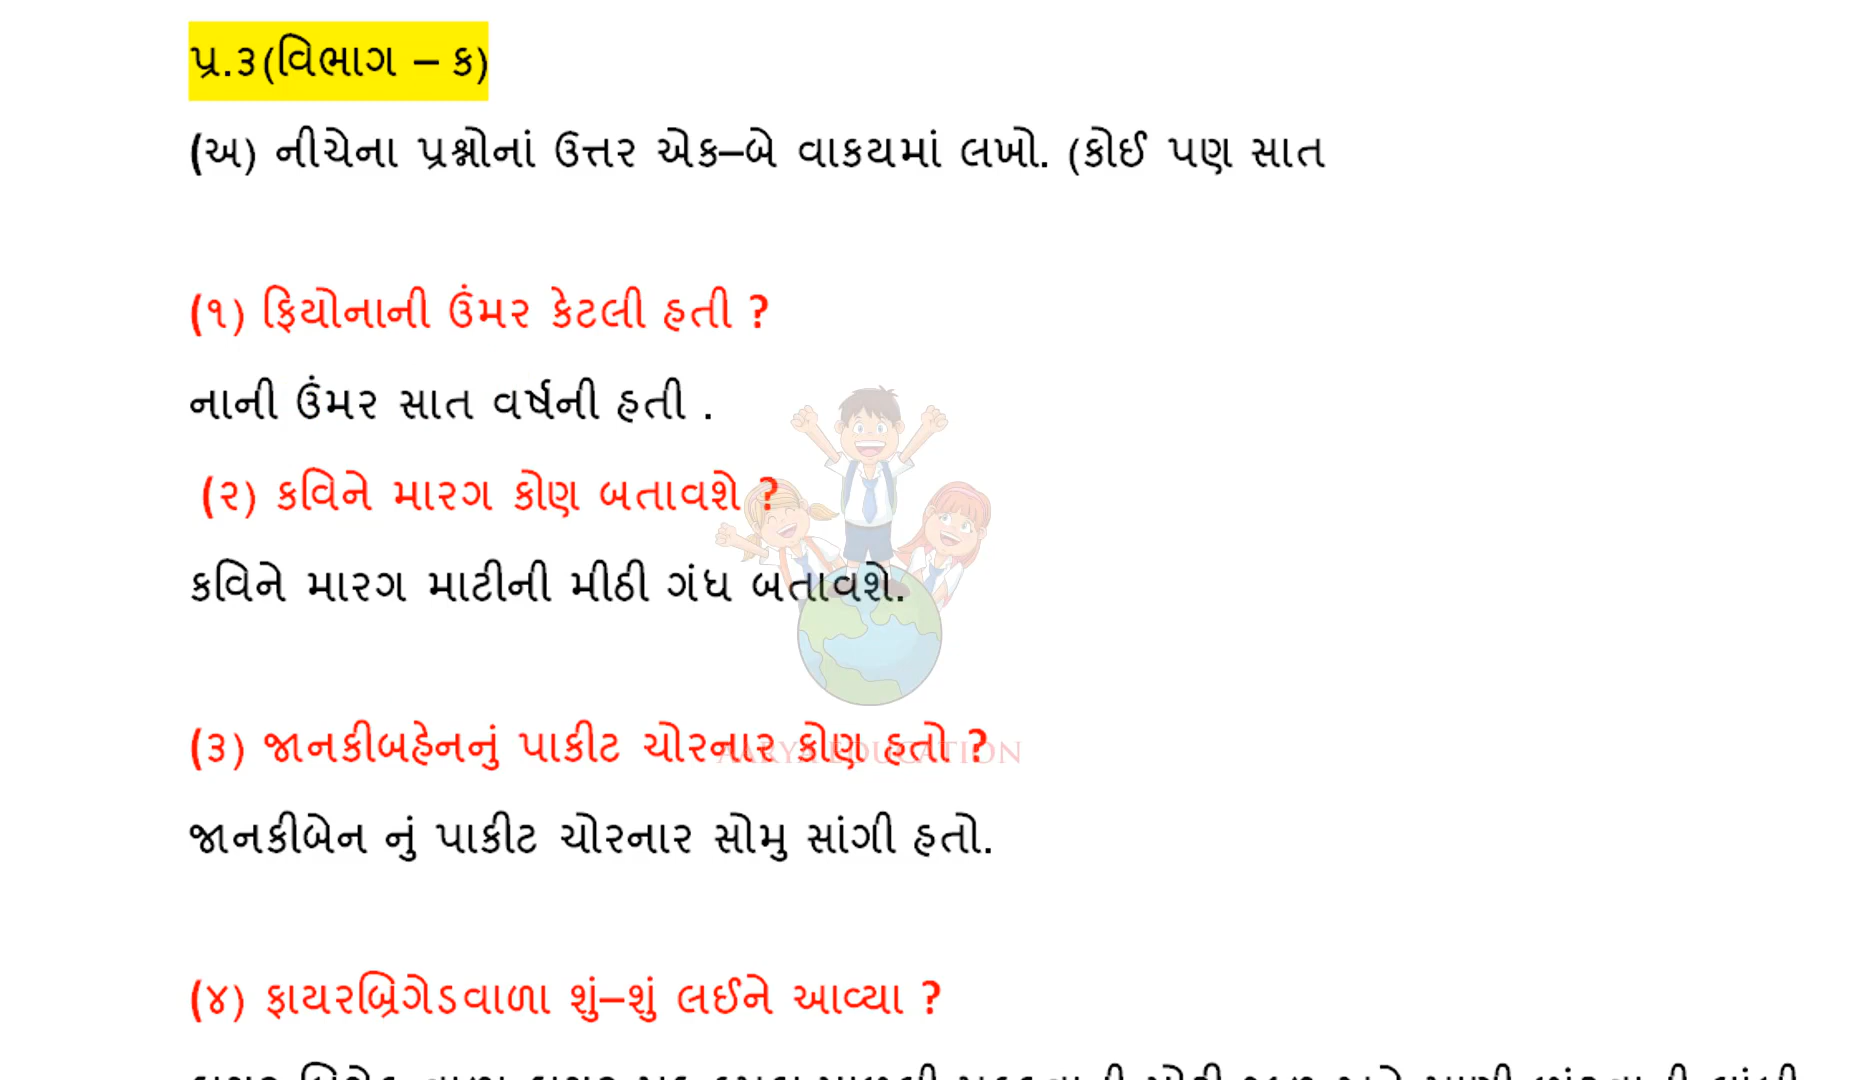 પ્ર.૩(વિભાગ – ક)
(અ) નીચેના પ્રશ્નોનાં ઉત્તર એક–બે વાકયમાં લખો. (કોઈ પણ સાત
(૧) ફિયોનાની ઉંમર કેટલી હતી ?
નાની ઉંમર સાત વર્ષની હતી .
(૨) કવિને મારગ કોણ બતાવશે ?
કવિને મારગ માટીની મીઠી ગંધ બતાવશે.
(૩) જાનકીબહેનનું પાકીટ ચોરનાર કોણ હતો ?
AARYA EDUCATION
જાનકીબેન નું પાકીટ ચોરનાર સોમુ સાંગી હતો.
(૪) ફાયરબ્રિગેડવાળા શું–શું લઈને આવ્યા ?